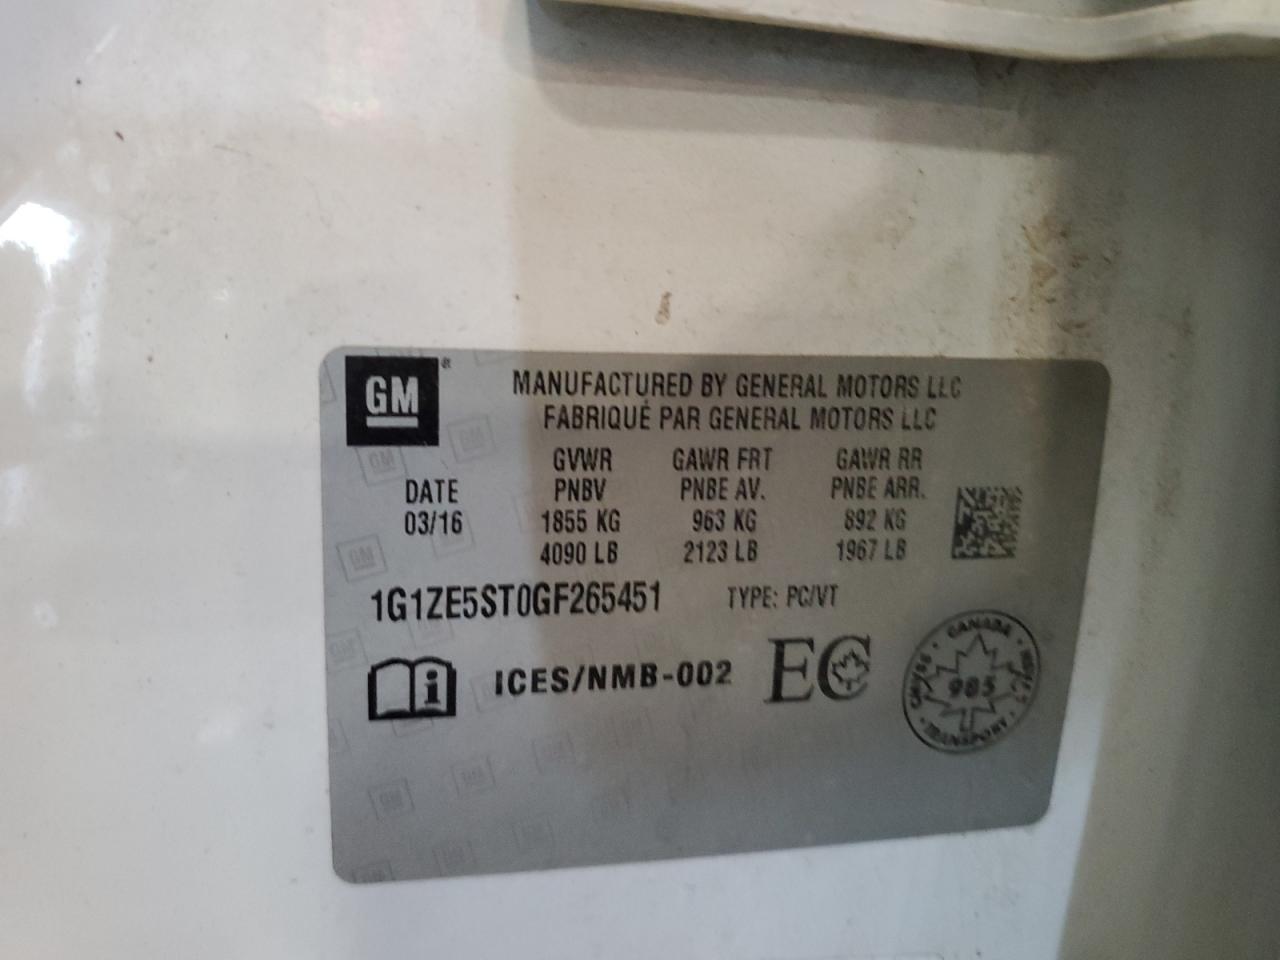 GM
MANUFACTURED BY GENERAL MOTORS LLC
FABRIQUÉ PAR GENERAL MOTORS LLC
GVWR GAWR FRT GAWR RR
DATE PNBV PNBE AV. PNBE ARR.
03/16 1855 KG 963 KG 892 KG
4090 LB 2123 LB 1967 LB
1G1ZE5ST0GF265451 TYPE: PC/VT
i ICES/NMB-002 EC
CANADA
985
TRANSPORT